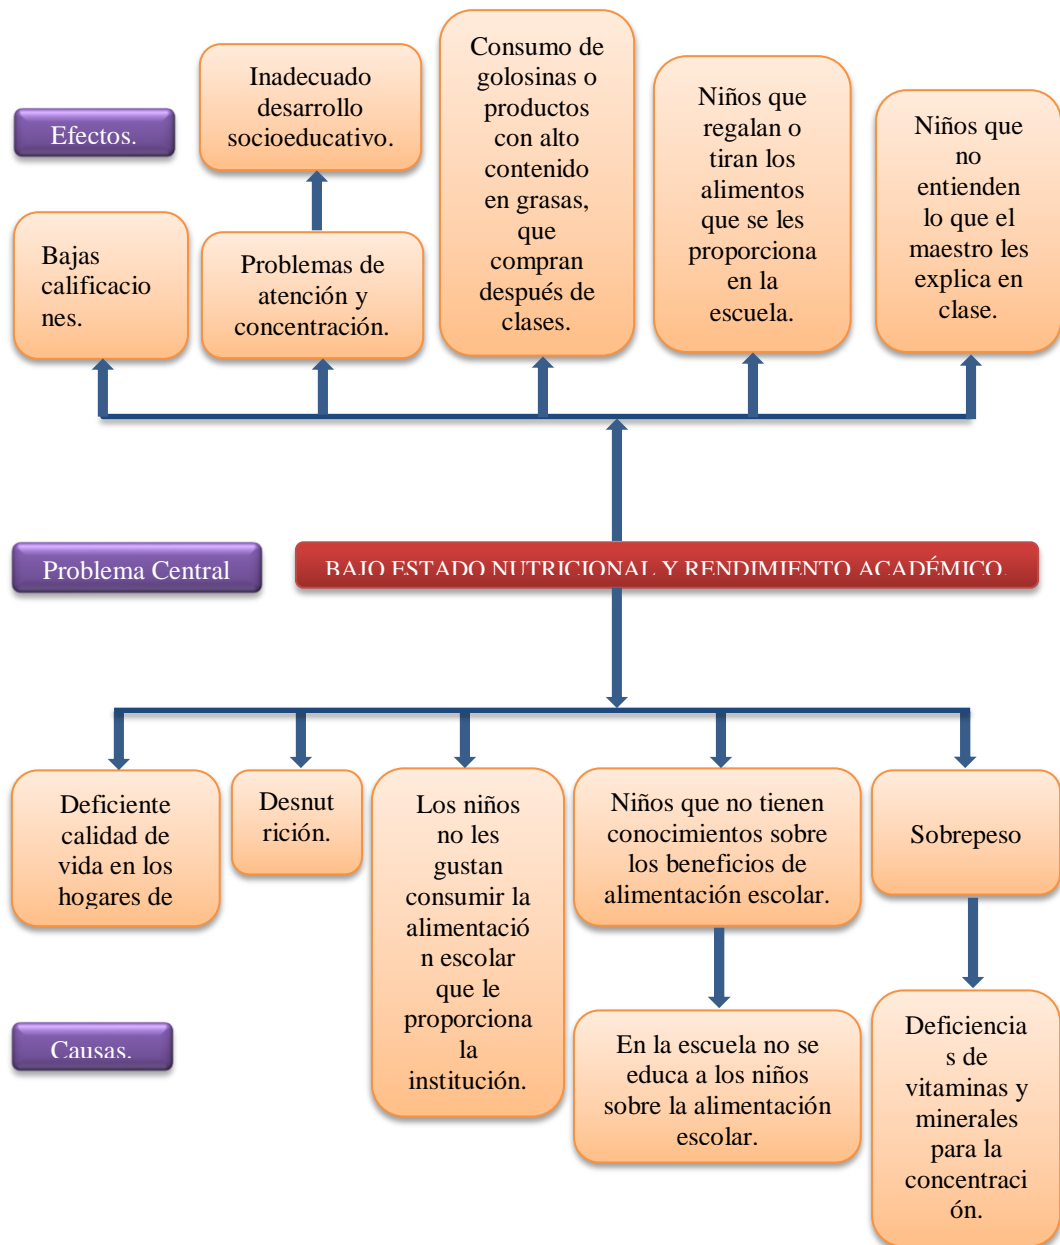 Efectos.
Bajas
calificacio
nes.
Inadecuado
desarrollo
socioeducativo.
Problemas de
atención y
concentración.
Consumo de
golosinas o
productos
con alto
contenido
en grasas,
que
compran
después de
clases.
Niños que
regalan o
tiran los
alimentos
que se les
proporciona
en la
escuela.
Niños que
no
entienden
lo que el
maestro les
explica en
clase.
Problema Central
BAJO ESTADO NUTRICIONAL Y RENDIMIENTO ACADÉMICO.
Deficiente
calidad de
vida en los
hogares de
Desnut
rición.
Los niños
no les
gustan
consumir la
alimentació
n escolar
que le
proporciona
la
institución.
Niños que no tienen
conocimientos sobre
los beneficios de
alimentación escolar.
Sobrepeso
Causas.
En la escuela no se
educa a los niños
sobre la alimentación
escolar.
Deficiencia
s de
vitaminas y
minerales
para la
concentraci
ón.